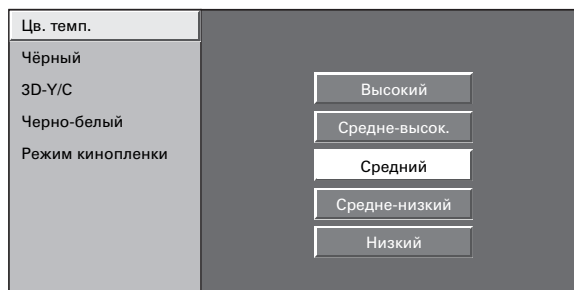 Цв. темп.
Чёрный
3D-Y/C
Черно-белый
Режим кинопленки
Высокий
Средне-высок.
Средний
Средне-низкий
Низкий